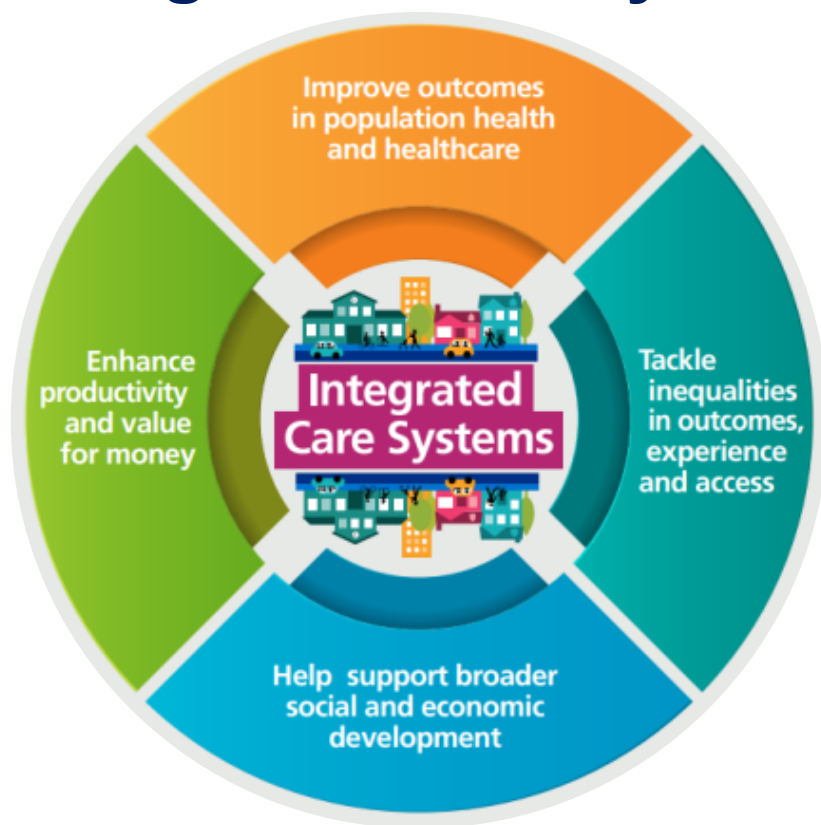 Improve outcomes
in population health
and healthcare
Tackle
inequalities
in outcomes,
experience
and access
Help support broader
social and economic
development
Enhance
productivity
and value
for money
Integrated
Care Systems